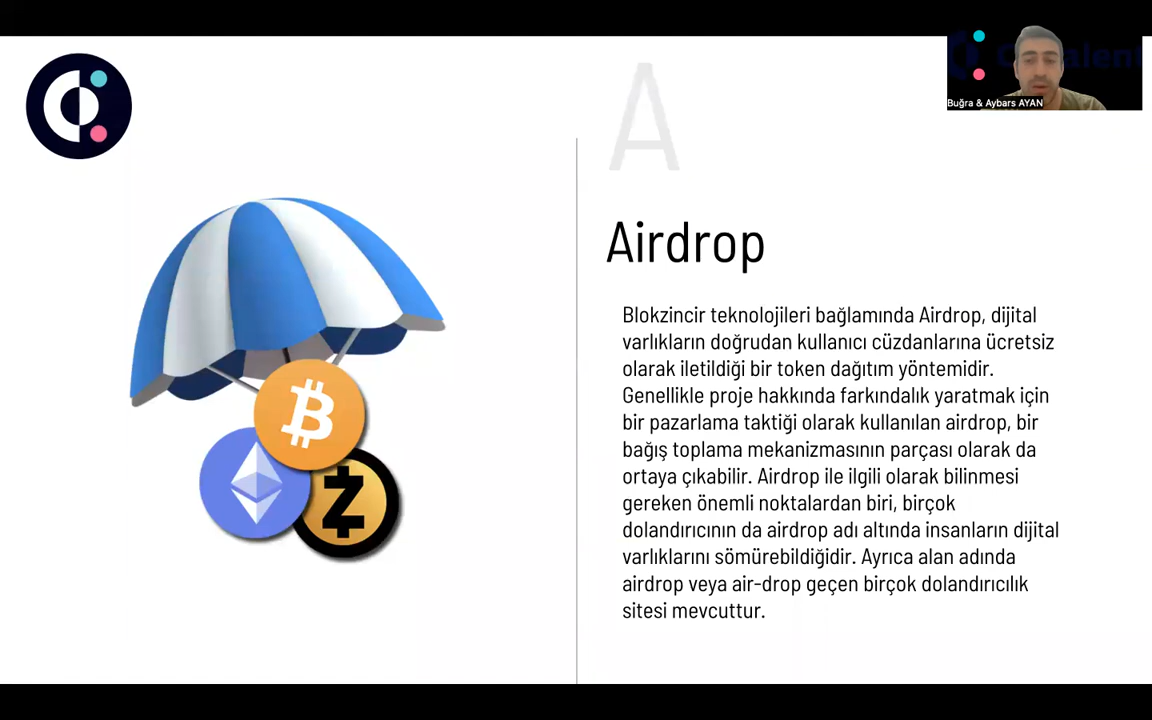 A
Buğra & Aybars AYAN
Airdrop
Blokzincir teknolojileri bağlamında Airdrop, dijital
varlıkların doğrudan kullanıcı cüzdanlarına ücretsiz
olarak iletildiği bir token dağıtım yöntemidir.
Genellikle proje hakkında farkındalık yaratmak için
bir pazarlama taktiği olarak kullanılan airdrop, bir
bağış toplama mekanizmasının parçası olarak da
ortaya çıkabilir. Airdrop ile ilgili olarak bilinmesi
gereken önemli noktalardan biri, birçok
dolandırıcının da airdrop adı altında insanların dijital
varlıklarını sömürebildiğidir. Ayrıca alan adında
airdrop veya air-drop geçen birçok dolandırıcılık
sitesi mevcuttur.